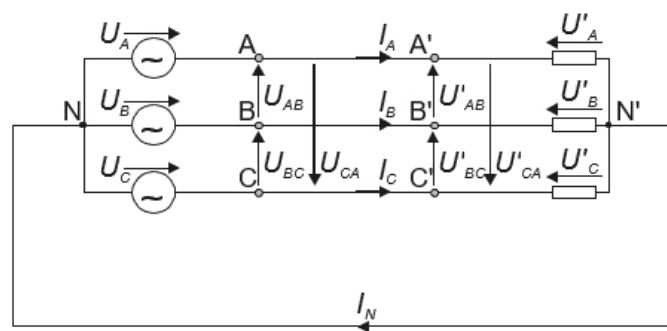 U_A A I_A A' U'_A
U_AB U'_AB
N U_B B I_B B' U'_B N'
U_C U_BC U_CA U'_BC U'_CA U'_C
C I_C C'
I_N